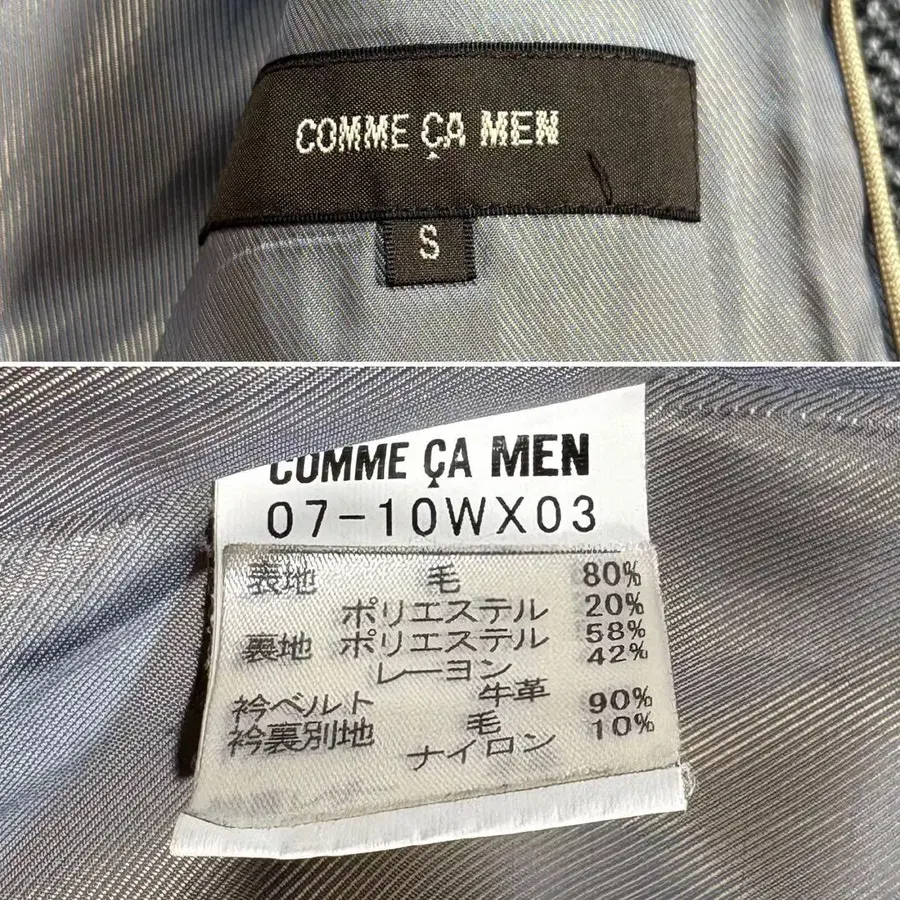 COMME ÇA MEN
S
COMME ÇA MEN
07-10WX03
表地 毛 80%
ポリエステル 20%
裏地 ポリエステル 58%
レーヨン 42%
衿ベルト 牛革
衿裏別地 毛 90%
ナイロン 10%